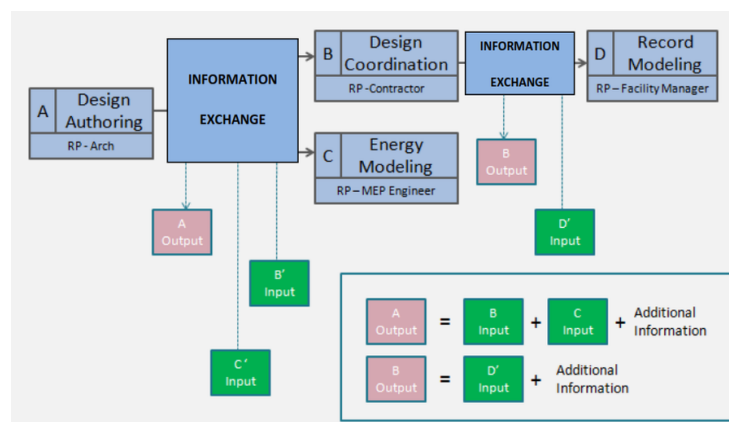 A
Design
Authoring
RP - Arch
INFORMATION
EXCHANGE
B
Design
Coordination
RP -Contractor
C
Energy
Modeling
RP – MEP Engineer
INFORMATION
EXCHANGE
D
Record
Modeling
RP – Facility Manager
A
Output
B'
Input
C '
Input
B
Output
D'
Input
A
Output
=
B
Input
+
C
Input
+
Additional
Information
B
Output
=
D'
Input
+
Additional
Information